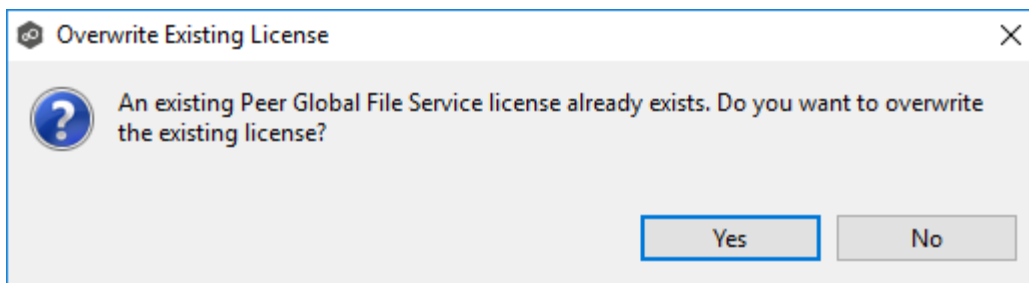 Overwrite Existing License
An existing Peer Global File Service license already exists. Do you want to overwrite
the existing license?
Yes
No